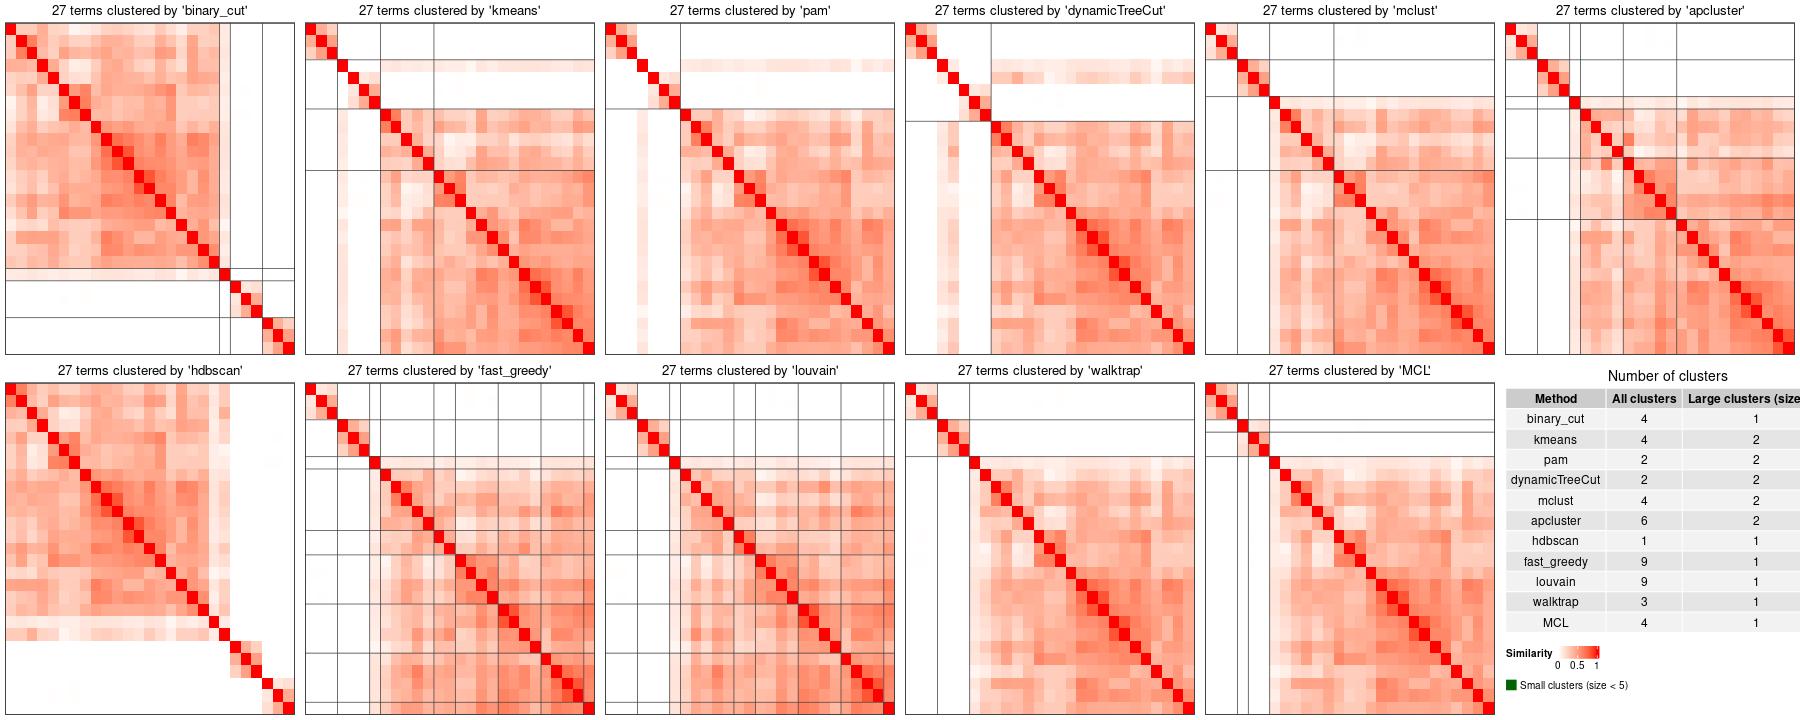 27 terms clustered by 'binary_cut'
27 terms clustered by 'kmeans'
27 terms clustered by 'pam'
27 terms clustered by 'dynamicTreeCut'
27 terms clustered by 'mclust'
27 terms clustered by 'apcluster'
27 terms clustered by 'hdbscan'
27 terms clustered by 'fast_greedy'
27 terms clustered by 'louvain'
27 terms clustered by 'walktrap'
27 terms clustered by 'MCL'
Number of clusters
Method All clusters Large clusters (size
binary_cut 4 1
kmeans 4 2
pam 2 2
dynamicTreeCut 2 2
mclust 4 2
apcluster 6 2
hdbscan 1 1
fast_greedy 9 1
louvain 9 1
walktrap 3 1
MCL 4 1
Similarity
0 0.5 1
Small clusters (size < 5)